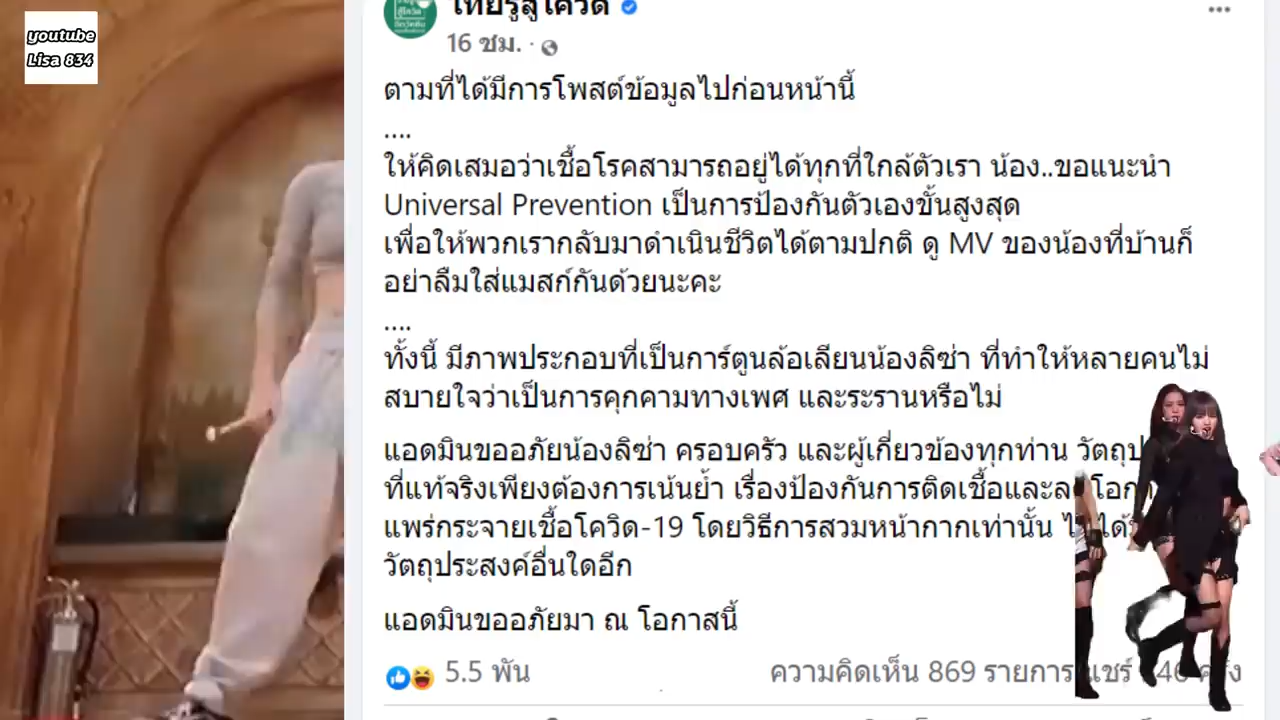 youtube
Lisa 834
ไทยรู้สู้โควิด
16 ชม.
ตามที่ได้มีการโพสต์ข้อมูลไปก่อนหน้านี้
....
ให้คิดเสมอว่าเชื้อโรคสามารถอยู่ได้ทุกที่ใกล้ตัวเรา น้อง..ขอแนะนำ
Universal Prevention เป็นการป้องกันตัวเองขั้นสูงสุด
เพื่อให้พวกเรากลับมาดำเนินชีวิตได้ตามปกติ ดู MV ของน้องที่บ้านก็
อย่าลืมใส่แมสก์กันด้วยนะคะ
....
ทั้งนี้ มีภาพประกอบที่เป็นการ์ตูนล้อเลียนน้องลิซ่า ที่ทำให้หลายคนไม่
สบายใจว่าเป็นการคุกคามทางเพศ และระรานหรือไม่
แอดมินขออภัยน้องลิซ่า ครอบครัว และผู้เกี่ยวข้องทุกท่าน
ที่แท้จริงเพียงต้องการเน้นย้ำ เรื่องป้องกันการติดเชื้อและ
แพร่กระจายเชื้อโควิด-19 โดยวิธีการสวมหน้ากากเท่านั้น
วัตถุประสงค์อื่นใดอีก
แอดมินขออภัยมา ณ โอกาสนี้
5.5 พัน
ความคิดเห็น 869 รายการ แชร์